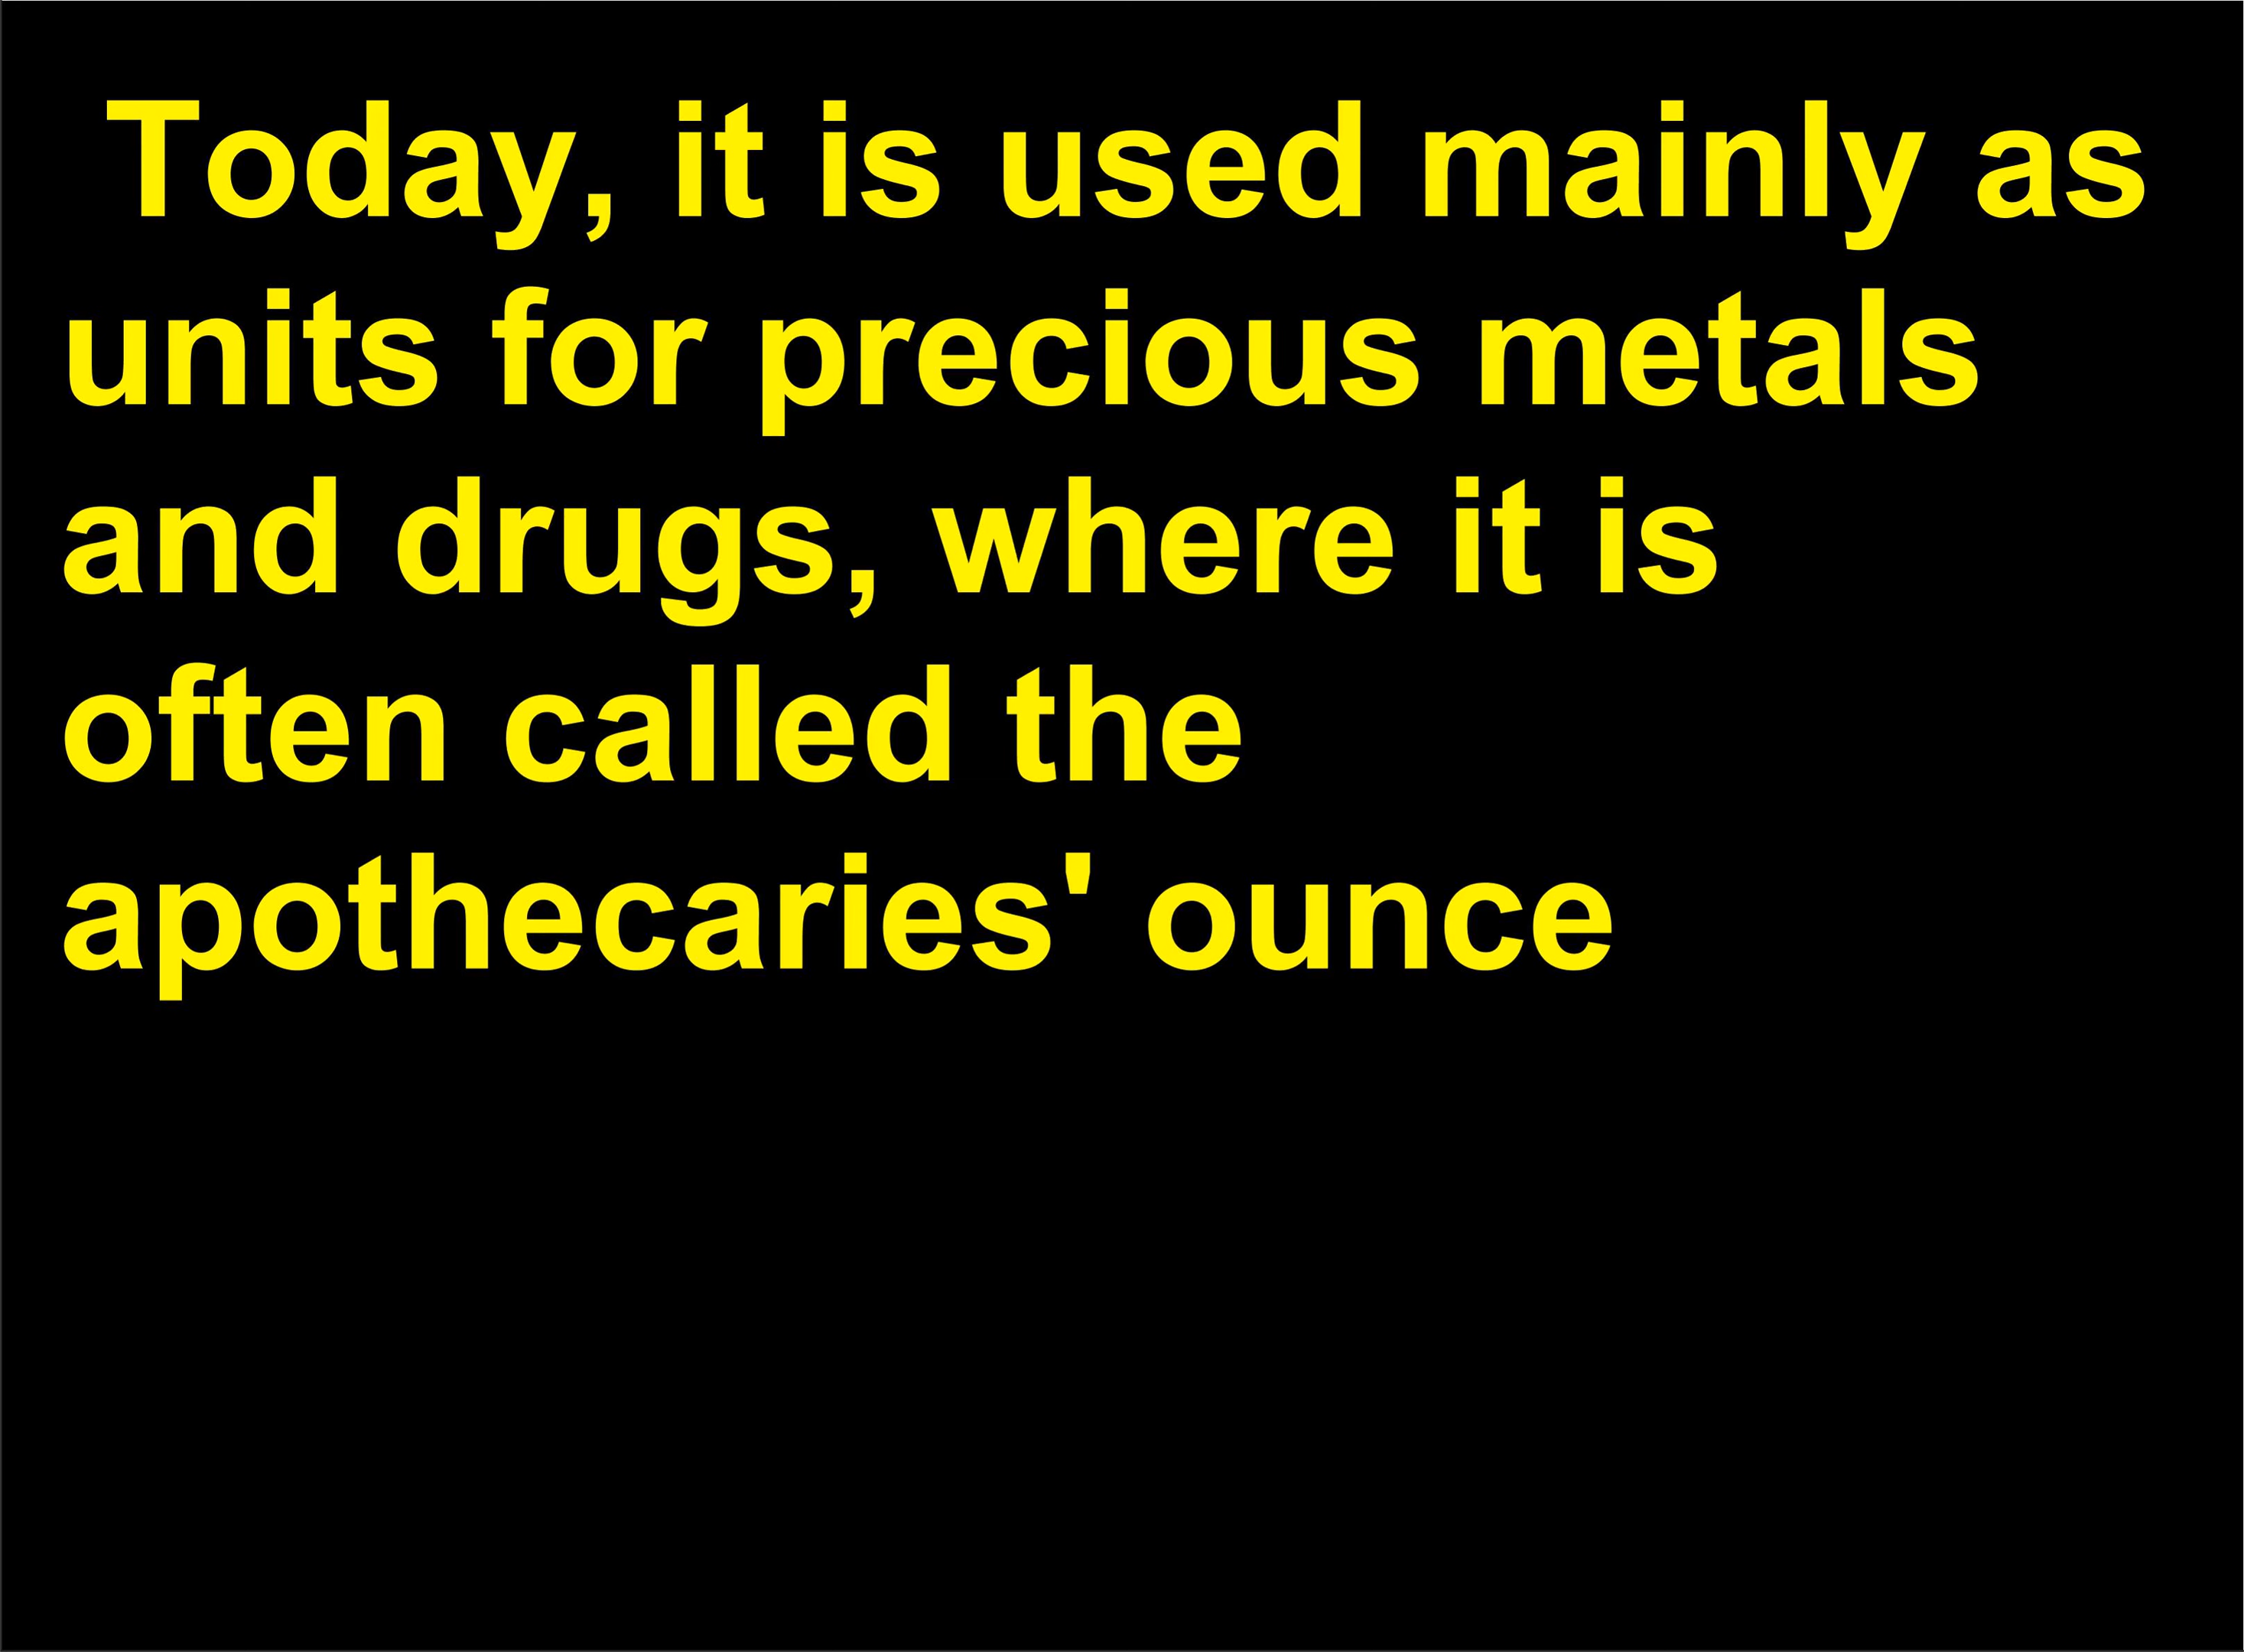 Today, it is used mainly as
units for precious metals
and drugs, where it is
often called the
apothecaries' ounce